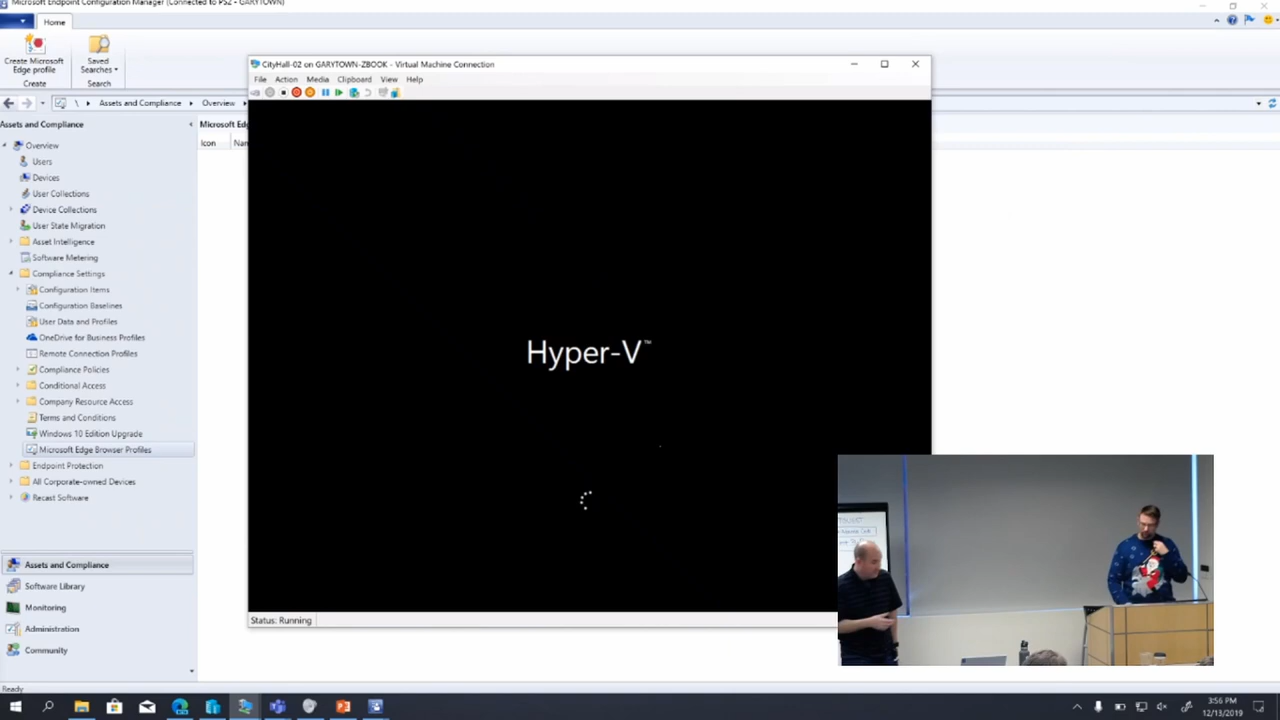 Microsoft Endpoint Configuration Manager (Connected to PS2 - GARYTOWN)
Home
Create Microsoft Edge profile
Saved Searches
Create
Search
\ Assets and Compliance Overview
Assets and Compliance
Overview
Users
Devices
User Collections
Device Collections
User State Migration
Asset Intelligence
Software Metering
Compliance Settings
Configuration Items
Configuration Baselines
User Data and Profiles
OneDrive for Business Profiles
Remote Connection Profiles
Compliance Policies
Conditional Access
Company Resource Access
Terms and Conditions
Windows 10 Edition Upgrade
Microsoft Edge Browser Profiles
Endpoint Protection
All Corporate-owned Devices
Recast Software
Assets and Compliance
Software Library
Monitoring
Administration
Community
Ready
Microsoft Ed
Icon Nan
CityHall-02 on GARYTOWN-ZBOOK - Virtual Machine Connection
File Action Media Clipboard View Help
Hyper-V™
Status: Running
3:56 PM
12/13/2019